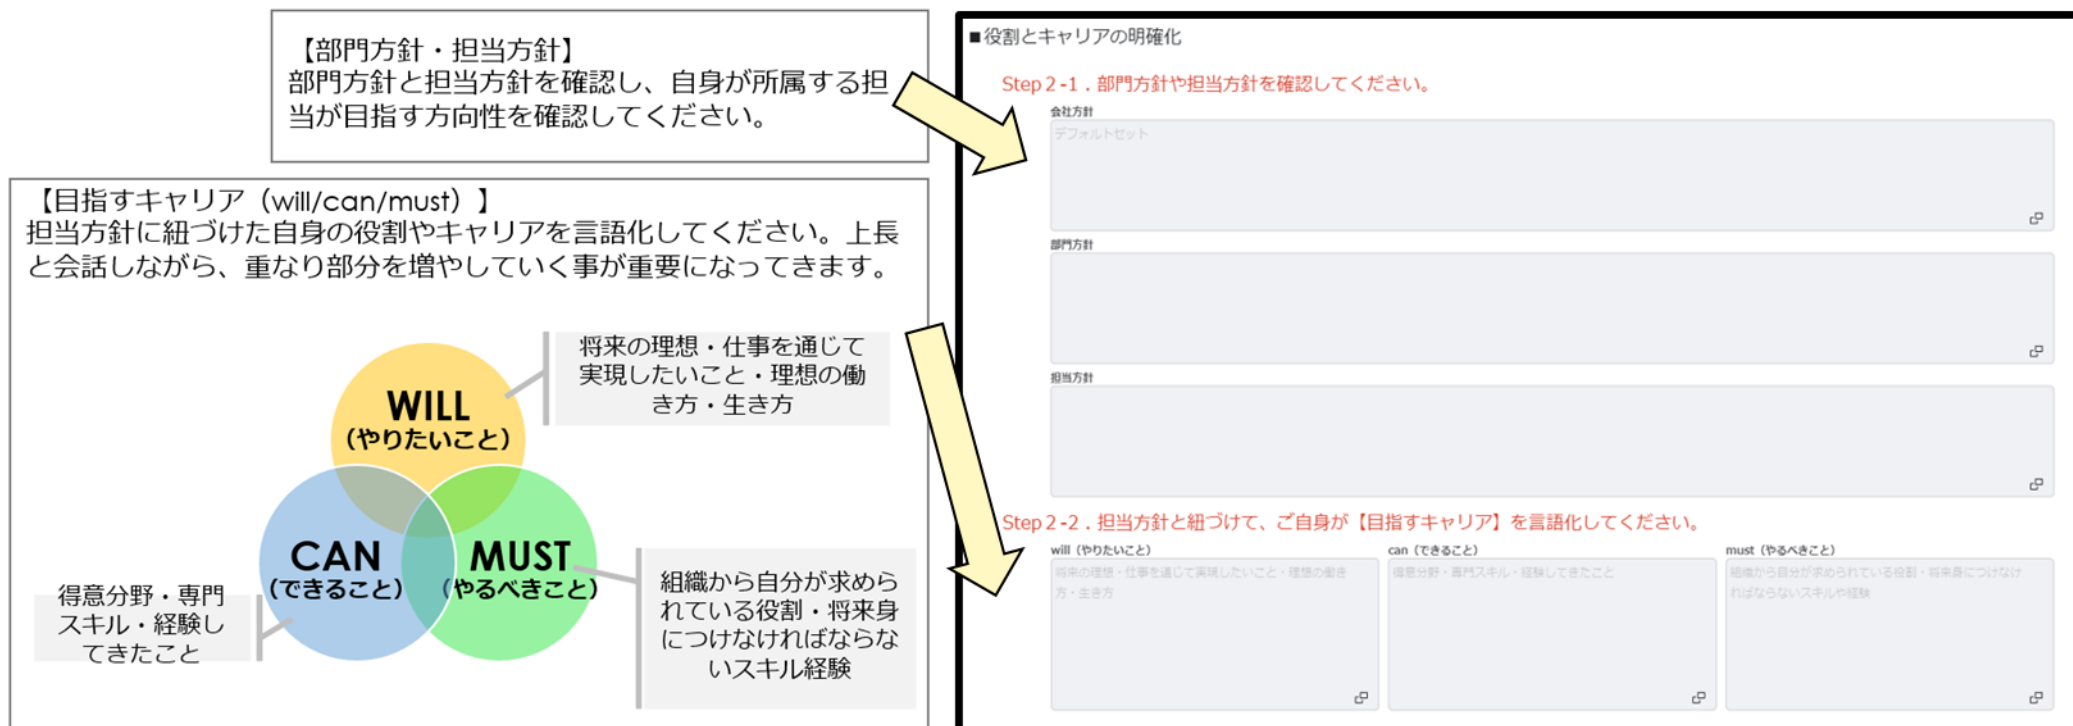 【部門方針・担当方針】
部門方針と担当方針を確認し、自身が所属する担
当が目指す方向性を確認してください。
【目指すキャリア（will/can/must）】
担当方針に紐づけた自身の役割やキャリアを言語化してください。上長
と会話しながら、重なり部分を増やしていく事が重要になってきます。
将来の理想・仕事を通じて
実現したいこと・理想の働
き方・生き方
WILL
（やりたいこと）
CAN
（できること）
MUST
（やるべきこと）
得意分野・専門
スキル・経験し
てきたこと
組織から自分が求めら
れている役割・将来身
につけなければならな
いスキル経験
■役割とキャリアの明確化
Step2-1．部門方針や担当方針を確認してください。
会社方針
デフォルトセット
部門方針
担当方針
Step2-2．担当方針と紐づけて、ご自身が【目指すキャリア】を言語化してください。
will（やりたいこと）
将来の理想・仕事を通じて実現したいこと・理想の働き
方・生き方
can（できること）
得意分野・専門スキル・経験してきたこと
must（やるべきこと）
組織から自分が求められている役割・将来身につけなけ
ればならないスキルや経験